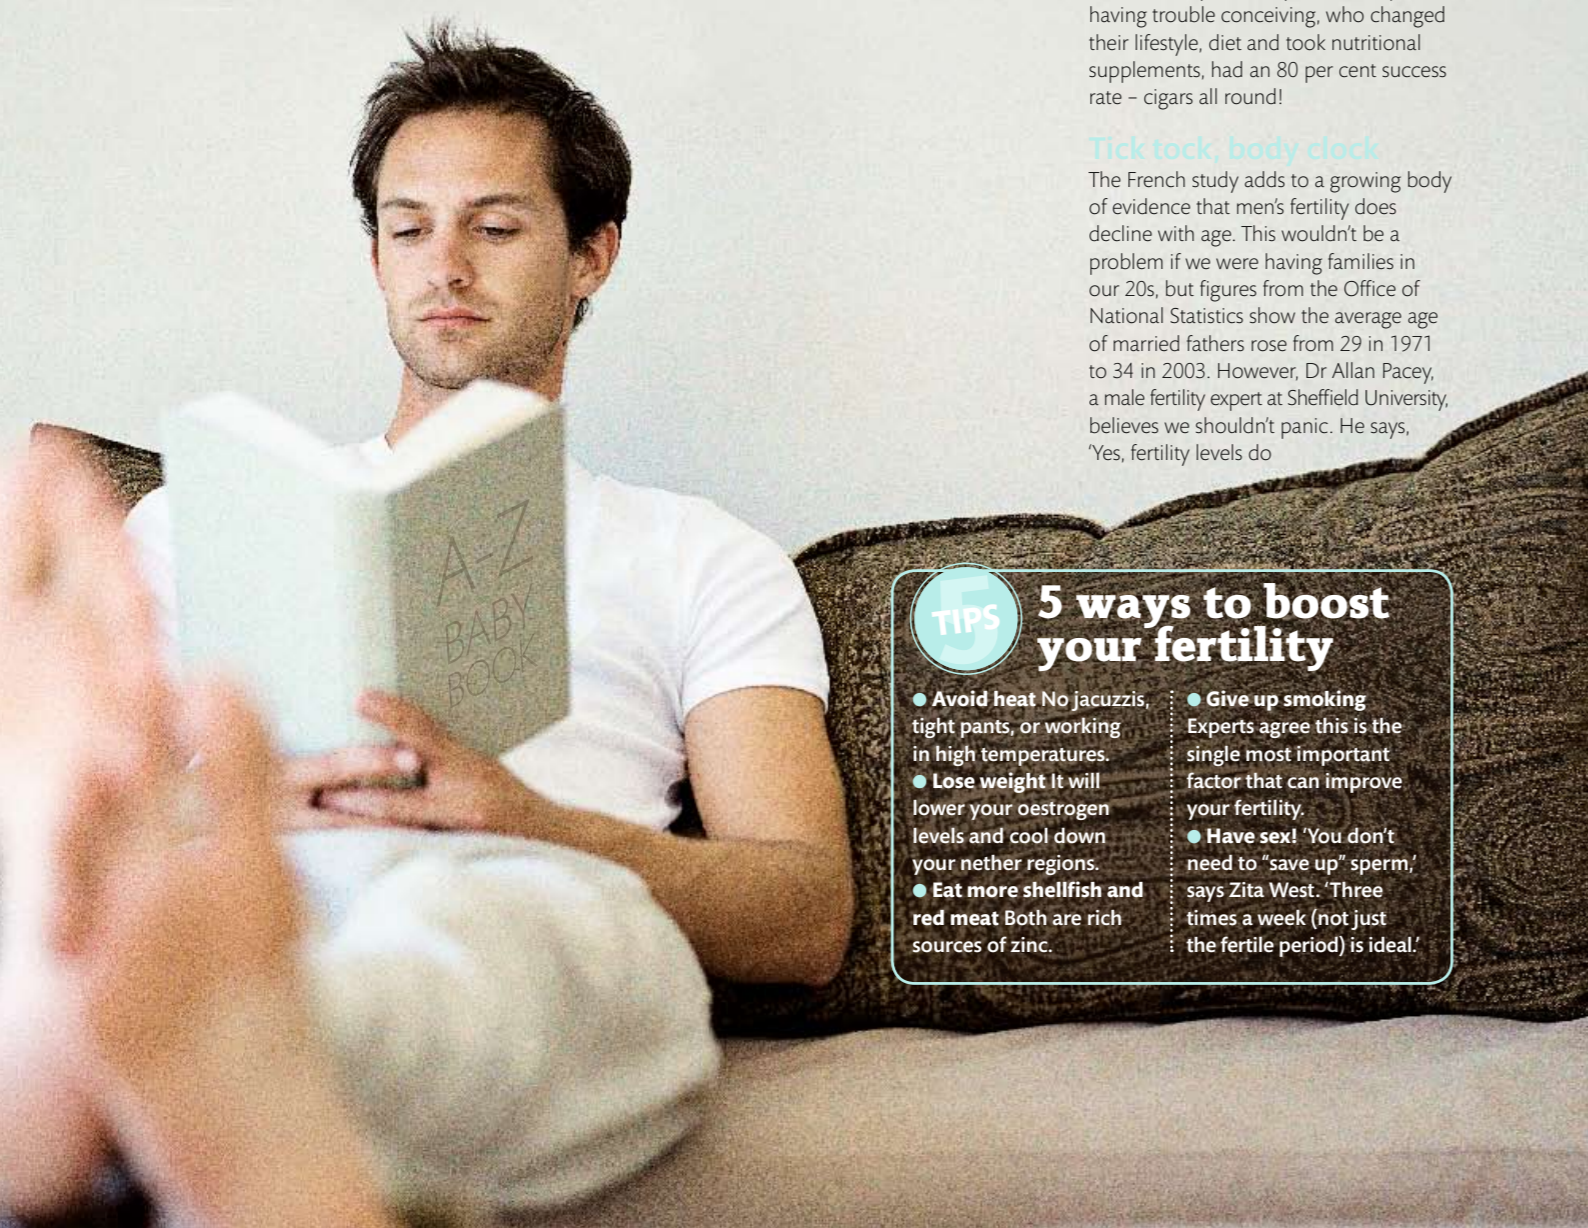 having trouble conceiving, who changed
their lifestyle, diet and took nutritional
supplements, had an 80 per cent success
rate – cigars all round!
Tick tock, body clock
The French study adds to a growing body
of evidence that men's fertility does
decline with age. This wouldn't be a
problem if we were having families in
our 20s, but figures from the Office of
National Statistics show the average age
of married fathers rose from 29 in 1971
to 34 in 2003. However, Dr Allan Pacey,
a male fertility expert at Sheffield University,
believes we shouldn't panic. He says,
'Yes, fertility levels do
A-Z
BABY
BOOK
5
TIPS
5 ways to boost
your fertility
● Avoid heat No jacuzzis,
tight pants, or working
in high temperatures.
● Lose weight It will
lower your oestrogen
levels and cool down
your nether regions.
● Eat more shellfish and
red meat Both are rich
sources of zinc.
● Give up smoking
Experts agree this is the
single most important
factor that can improve
your fertility.
● Have sex! 'You don't
need to "save up" sperm,'
says Zita West. 'Three
times a week (not just
the fertile period) is ideal.'